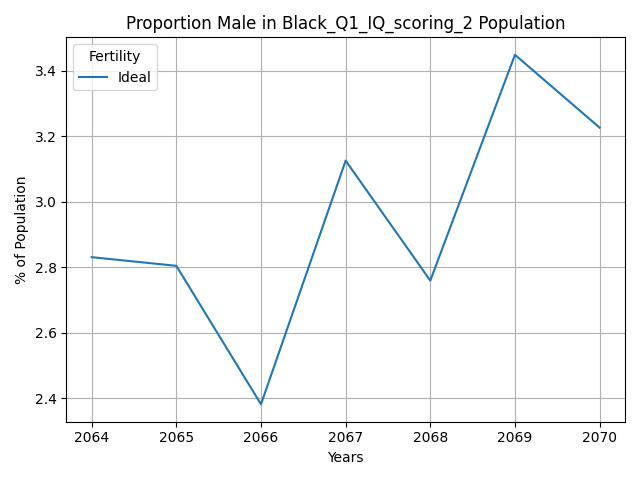 Proportion Male in Black_Q1_IQ_scoring_2 Population
Fertility
Ideal
% of Population
3.4
3.2
3.0
2.8
2.6
2.4
2064 2065 2066 2067 2068 2069 2070
Years